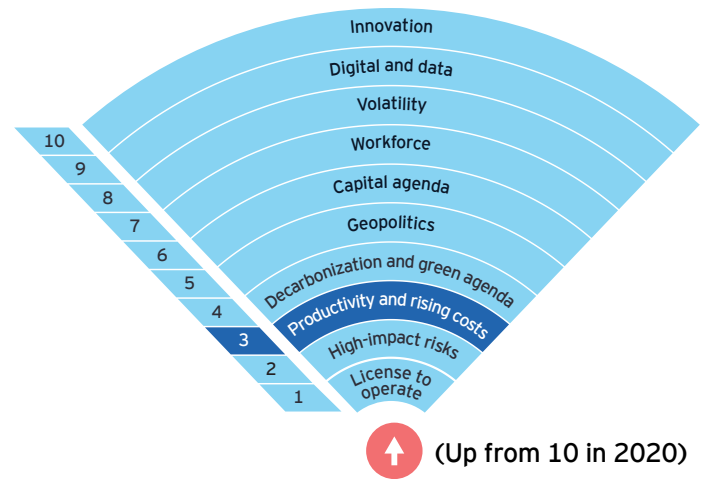 Innovation
Digital and data
Volatility
Workforce
Capital agenda
Geopolitics
Decarbonization and green agenda
Productivity and rising costs
High-impact risks
License to
operate
10
9
8
7
6
5
4
3
2
1
(Up from 10 in 2020)